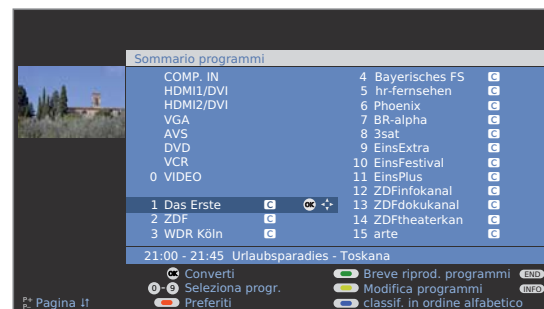 Sommario programmi
COMP. IN
HDMI1/DVI
HDMI2/DVI
VGA
AVS
DVD
VCR
0 VIDEO
1 Das Erste C OK
2 ZDF C
3 WDR Köln C
4 Bayerisches FS C
5 hr-fernsehen C
6 Phoenix C
7 BR-alpha C
8 3sat C
9 EinsExtra C
10 EinsFestival C
11 EinsPlus C
12 ZDFinfokanal C
13 ZDFdokukanal C
14 ZDFtheaterkan C
15 arte C
21:00 - 21:45 Urlaubsparadies - Toskana
OK Converti
0-9 Seleziona progr.
P+ P- Pagina ↓↑ Preferiti
Breve riprod. programmi END
Modifica programmi INFO
classif. in ordine alfabetico